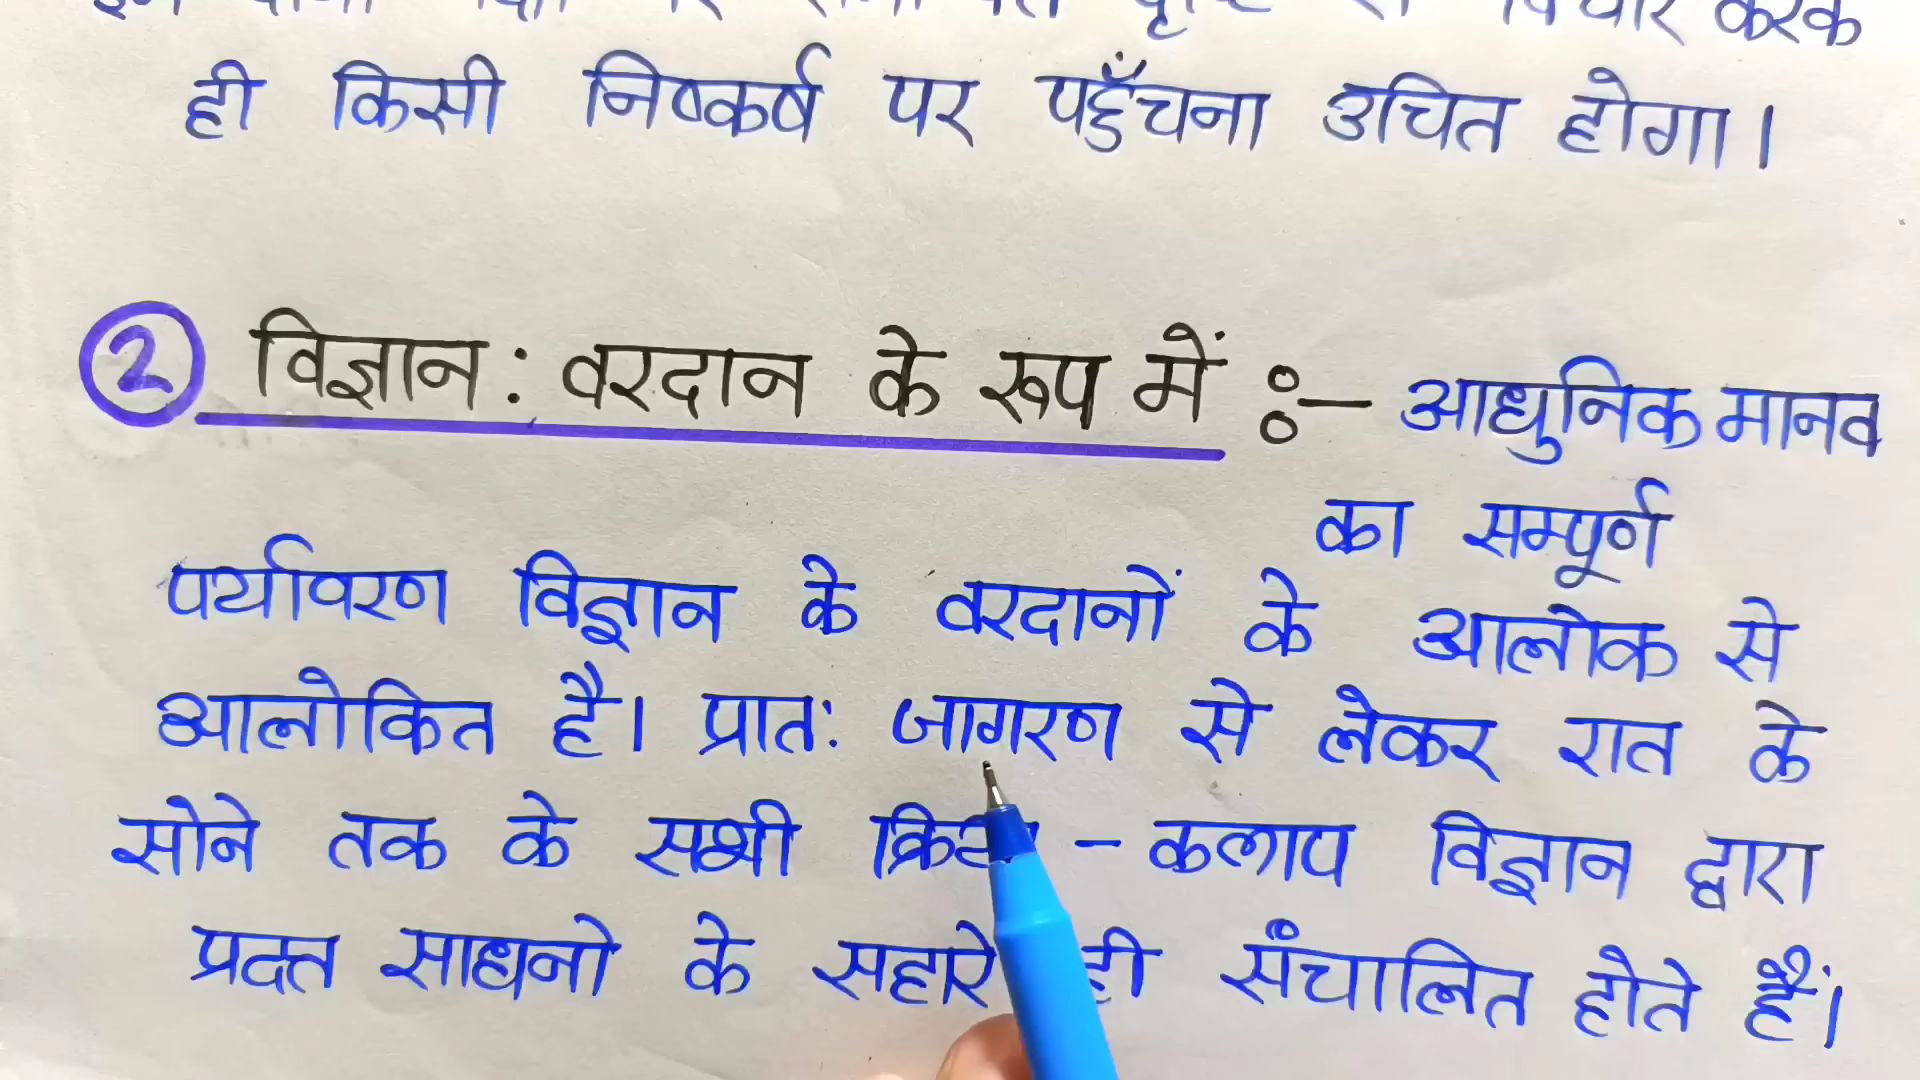 विचार करके
ही किसी निष्कर्ष पर पहुँचना उचित होगा।
② विज्ञान : वरदान के रूप में :- आधुनिक मानव
का सम्पूर्ण
पर्यावरण विज्ञान के वरदानों के आलोक से
आलोकित है। प्रातः जागरण से लेकर रात के
सोने तक के सभी - कलाप विज्ञान द्वारा
प्रदत्त साधनो के सहारे ही संचालित होते हैं।